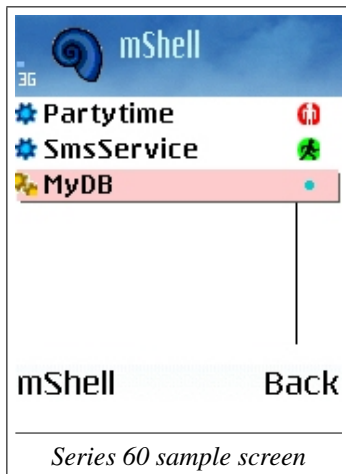 mShell
3G
Partytime
SmsService
MyDB
mShell Back
Series 60 sample screen